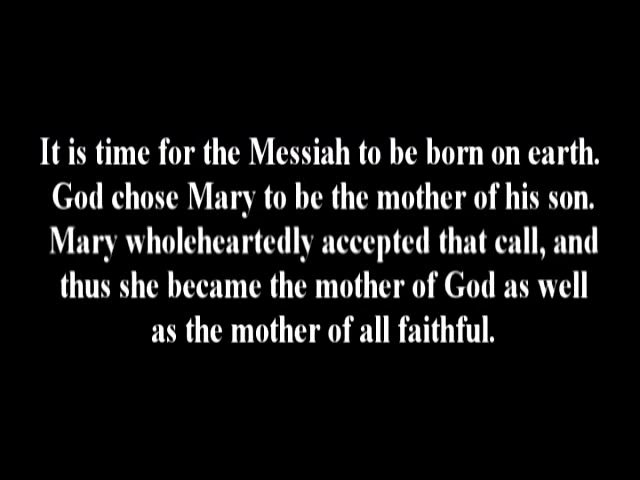 It is time for the Messiah to be born on earth.
God chose Mary to be the mother of his son.
Mary wholeheartedly accepted that call, and
thus she became the mother of God as well
as the mother of all faithful.